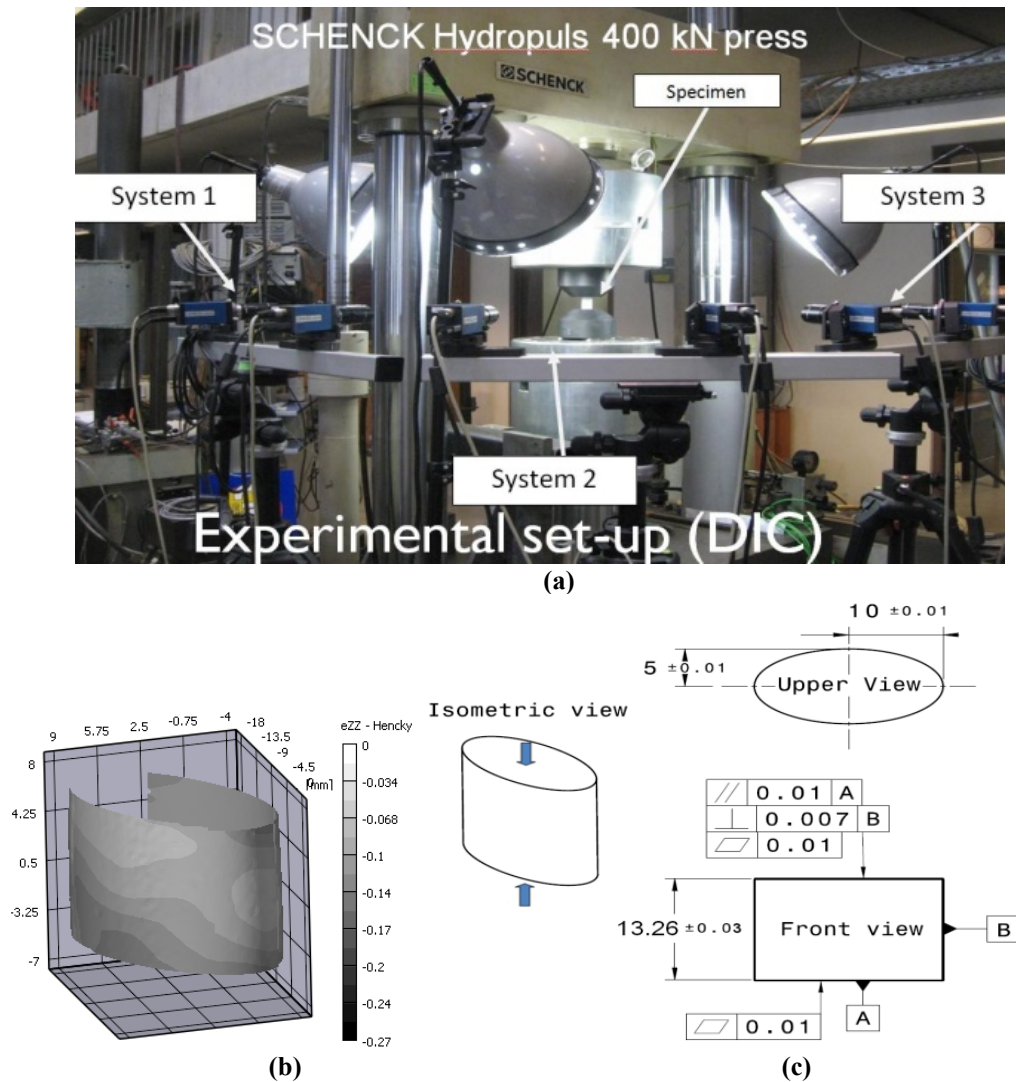 SCHENCK Hydropuls 400 kN press
SCHENCK
Specimen
System 1
System 3
System 2
Experimental set-up (DIC)
(a)
10 ±0.01
5 ±0.01
Upper View
Isometric view
9 5.75 2.5 -0.75 -4 -18 -13.5 -9 -4.5 0
[mm]
8
4.25
0.5
-3.25
-7
eZZ - Hencky
0
-0.034
-0.068
-0.1
-0.14
-0.17
-0.2
-0.24
-0.27
// 0.01 A
⊥ 0.007 B
⏥ 0.01
13.26 ±0.03
Front view
B
A
⏥ 0.01
(b)
(c)